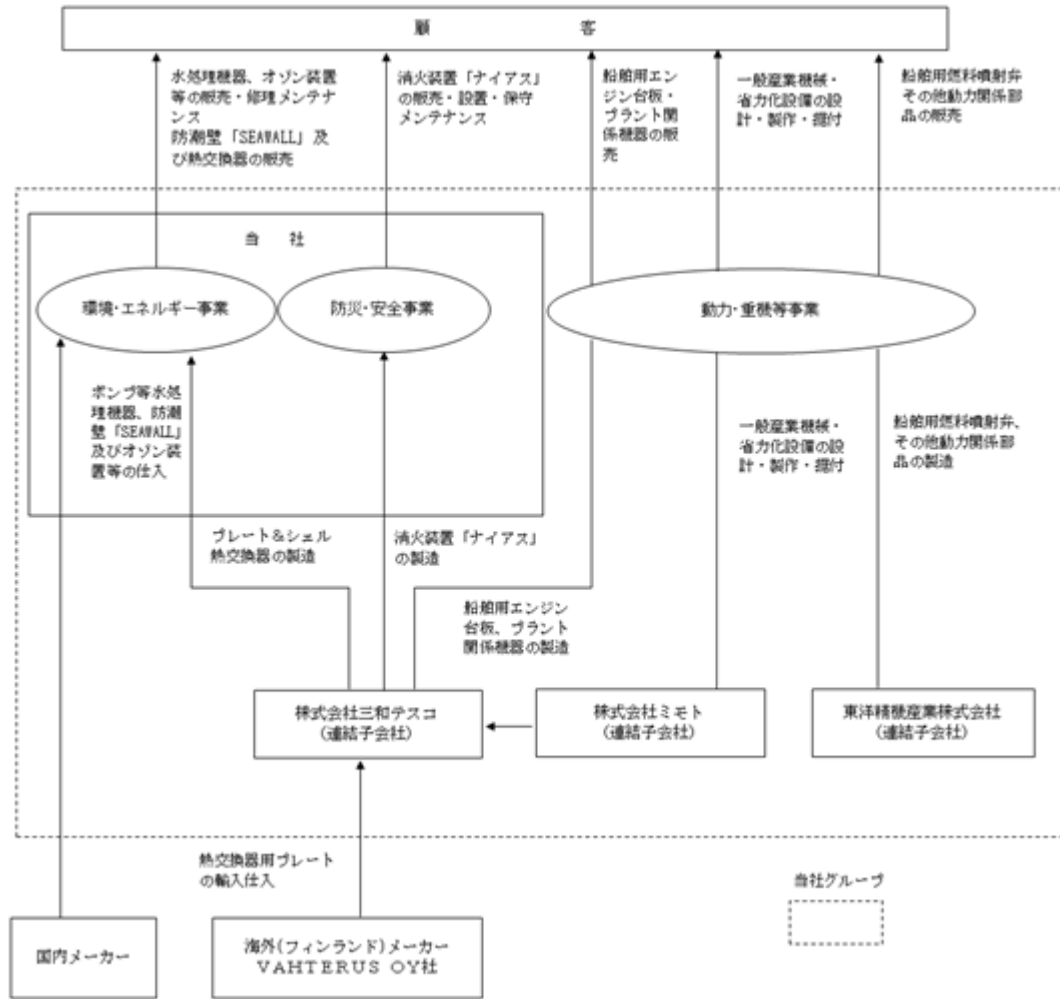 顧　　　客
水処理機器、オゾン装置
等の販売・修理メンテナ
ンス
防潮壁「SEAWALL」及
び熱交換器の販売
消火装置「ナイアス」
の販売・設置・保守
メンテナンス
船舶用エン
ジン台板・
プラント関
係機器の販
売
一般産業機械・
省力化設備の設
計・製作・据付
船舶用燃料噴射弁
その他動力関係部
品の販売
当　社
環境・エネルギー事業
防災・安全事業
動力・重機等事業
ポンプ等水処
理機器、防潮
壁「SEAWALL」
及びオゾン装
置等の仕入
一般産業機械・
省力化設備の設
計・製作・据付
船舶用燃料噴射弁、
その他動力関係部
品の製造
プレート＆シェル
熱交換器の製造
消火装置「ナイアス」
の製造
船舶用エンジン
台板、プラント
関係機器の製造
株式会社三和テスコ
(連結子会社)
株式会社ミモト
(連結子会社)
東洋精機産業株式会社
(連結子会社)
熱交換器用プレート
の輸入仕入
当社グループ
国内メーカー
海外(フィンランド)メーカー
VAHTERUS OY社